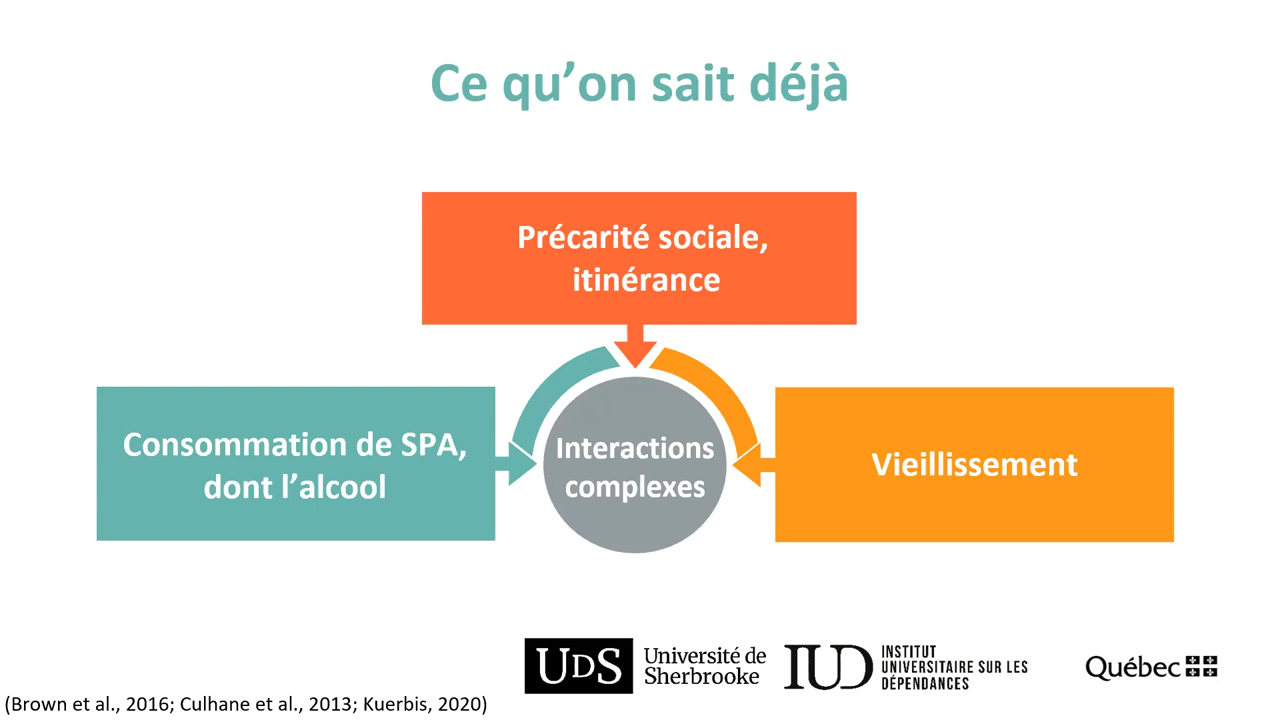 Ce qu’on sait déjà
Précarité sociale,
itinérance
Consommation de SPA,
dont l’alcool
Interactions
complexes
Vieillissement
UDS Université de
Sherbrooke
IUD INSTITUT
UNIVERSITAIRE SUR LES
DÉPENDANCES
Québec
(Brown et al., 2016; Culhane et al., 2013; Kuerbis, 2020)